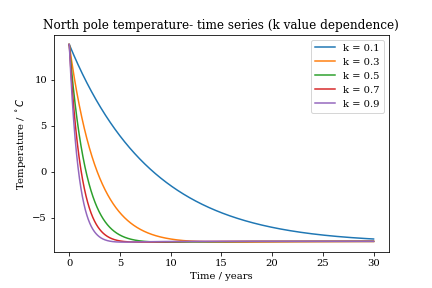 North pole temperature- time series (k value dependence)
k = 0.1
k = 0.3
k = 0.5
k = 0.7
k = 0.9
Temperature / °C
10
5
0
−5
0 5 10 15 20 25 30
Time / years